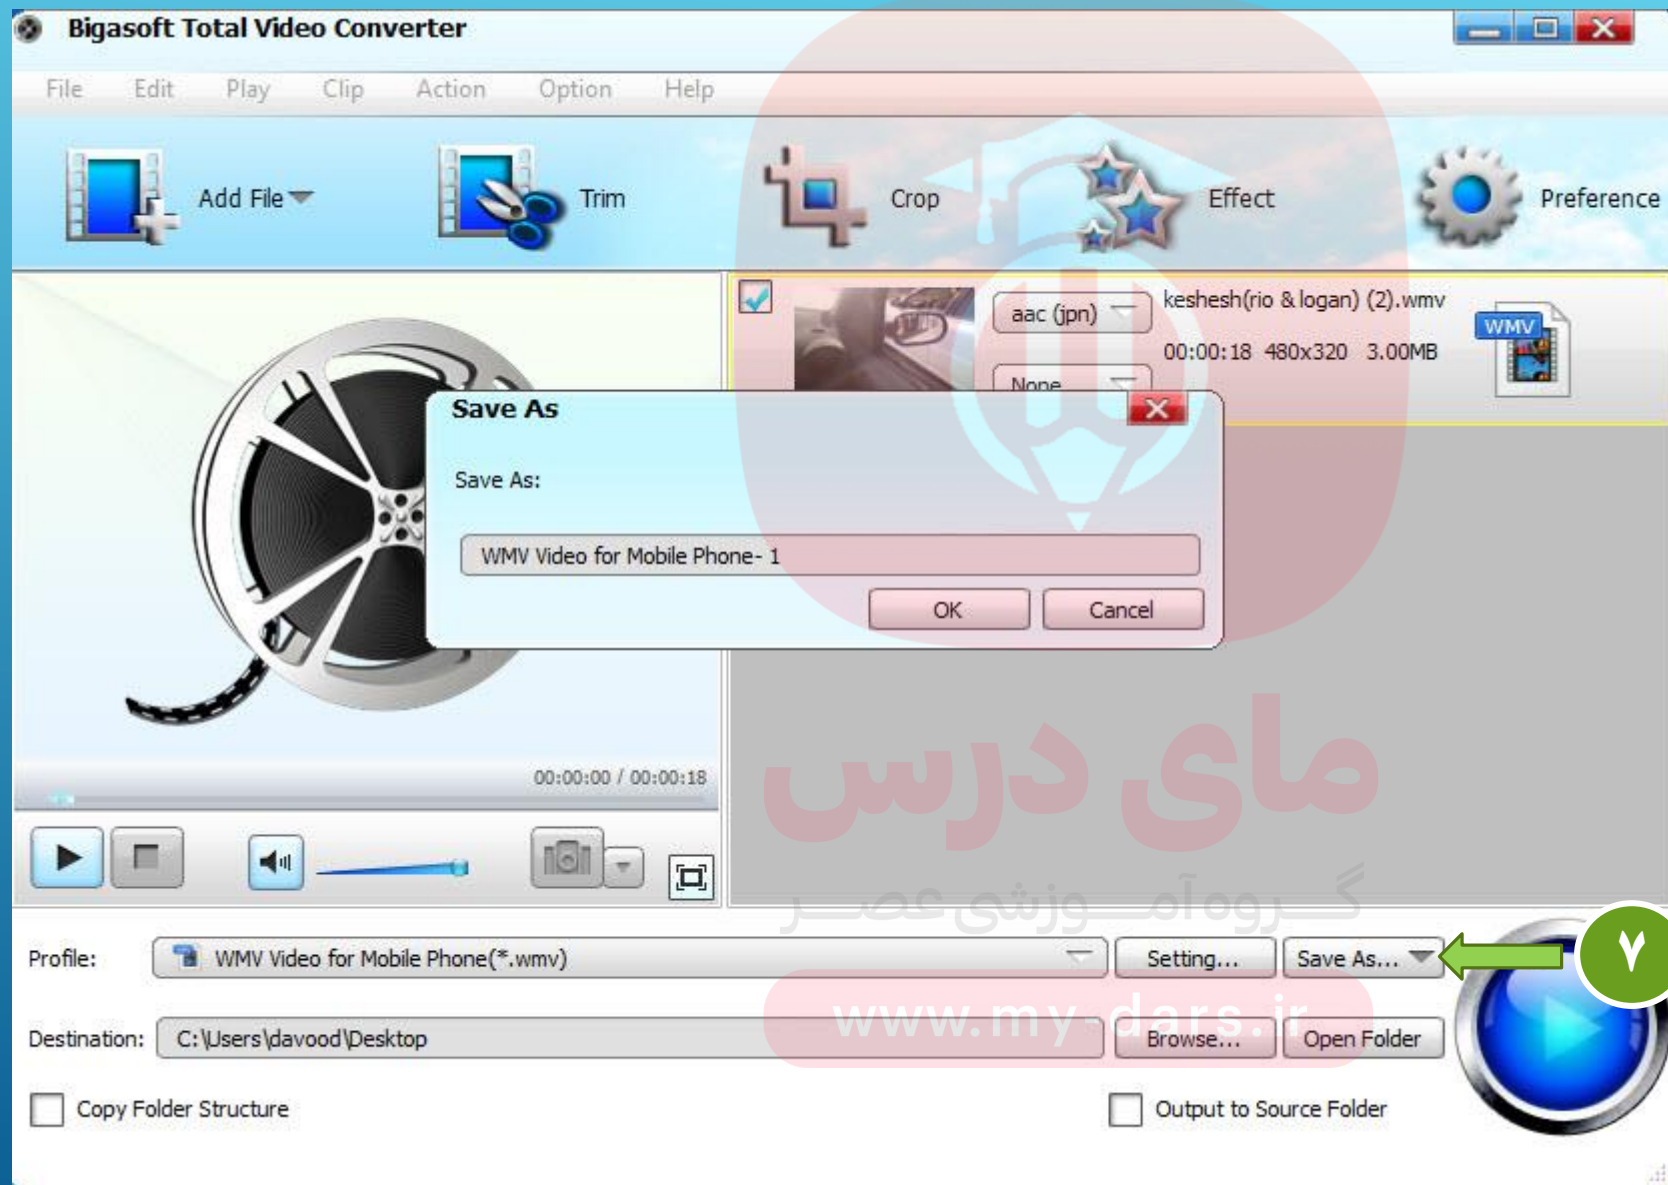 Bigasoft Total Video Converter
File Edit Play Clip Action Option Help
Add File Trim Crop Effect Preference
aac (jpn) keshesh(rio & logan) (2).wmv
WMV
00:00:18 480x320 3.00MB
None
Save As
Save As:
WMV Video for Mobile Phone- 1
OK Cancel
مای درس
00:00:00 / 00:00:18
گروه آموزشی عصر
۷
Profile: WMV Video for Mobile Phone(*.wmv) Setting... Save As...
www.my-dars.ir
Destination: C:\Users\davood\Desktop Browse... Open Folder
Copy Folder Structure Output to Source Folder